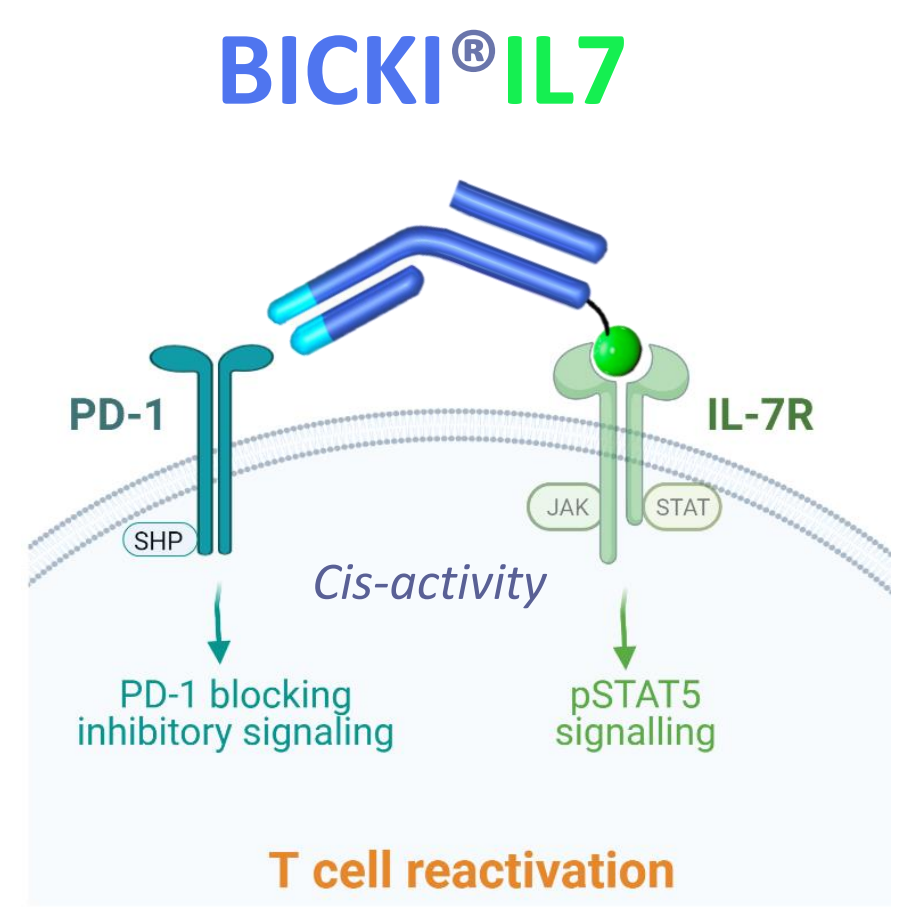 BICKI®IL7
PD-1
IL-7R
JAK
STAT
SHP
Cis-activity
PD-1 blocking
inhibitory signaling
pSTAT5
signalling
T cell reactivation